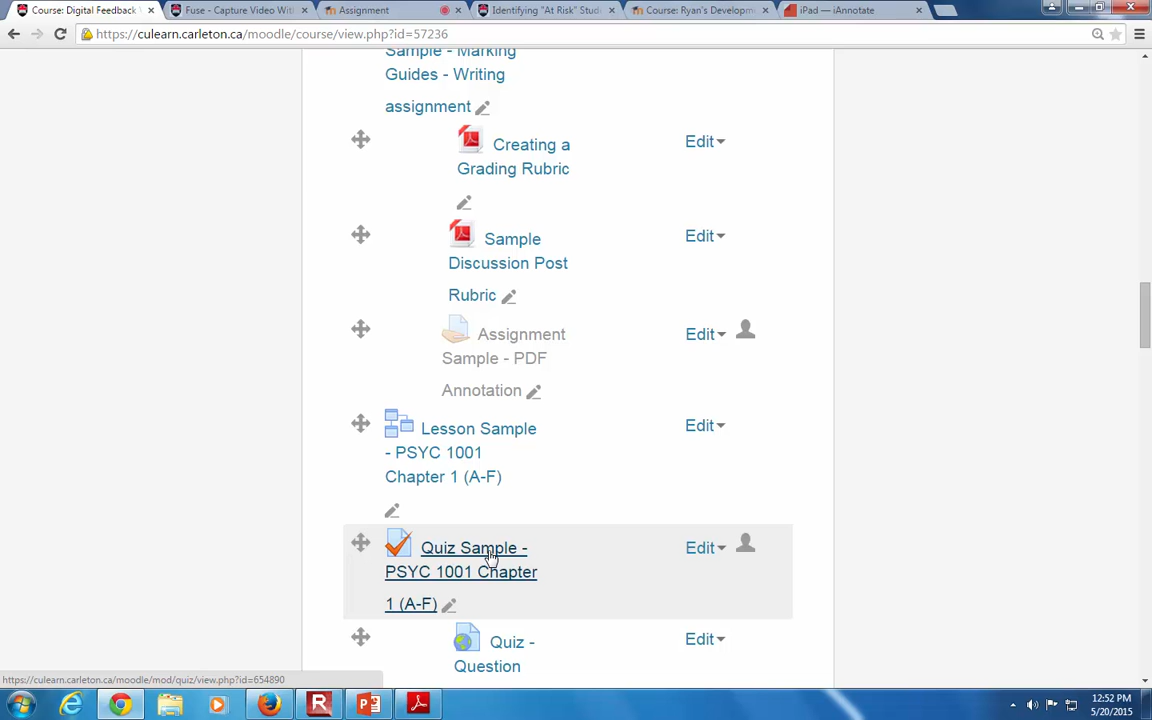 Course: Digital Feedback
Fuse - Capture Video With
Assignment
Identifying "At Risk" Stud
Course: Ryan's Developm
iPad — iAnnotate
https://culearn.carleton.ca/moodle/course/view.php?id=57236
Sample - Marking
Guides - Writing
assignment
Creating a
Edit
Grading Rubric
Sample
Edit
Discussion Post
Rubric
Assignment
Edit
Sample - PDF
Annotation
Lesson Sample
Edit
- PSYC 1001
Chapter 1 (A-F)
Quiz Sample -
Edit
PSYC 1001 Chapter
1 (A-F)
Quiz -
Edit
Question
https://culearn.carleton.ca/moodle/mod/quiz/view.php?id=654890
12:52 PM
5/20/2015